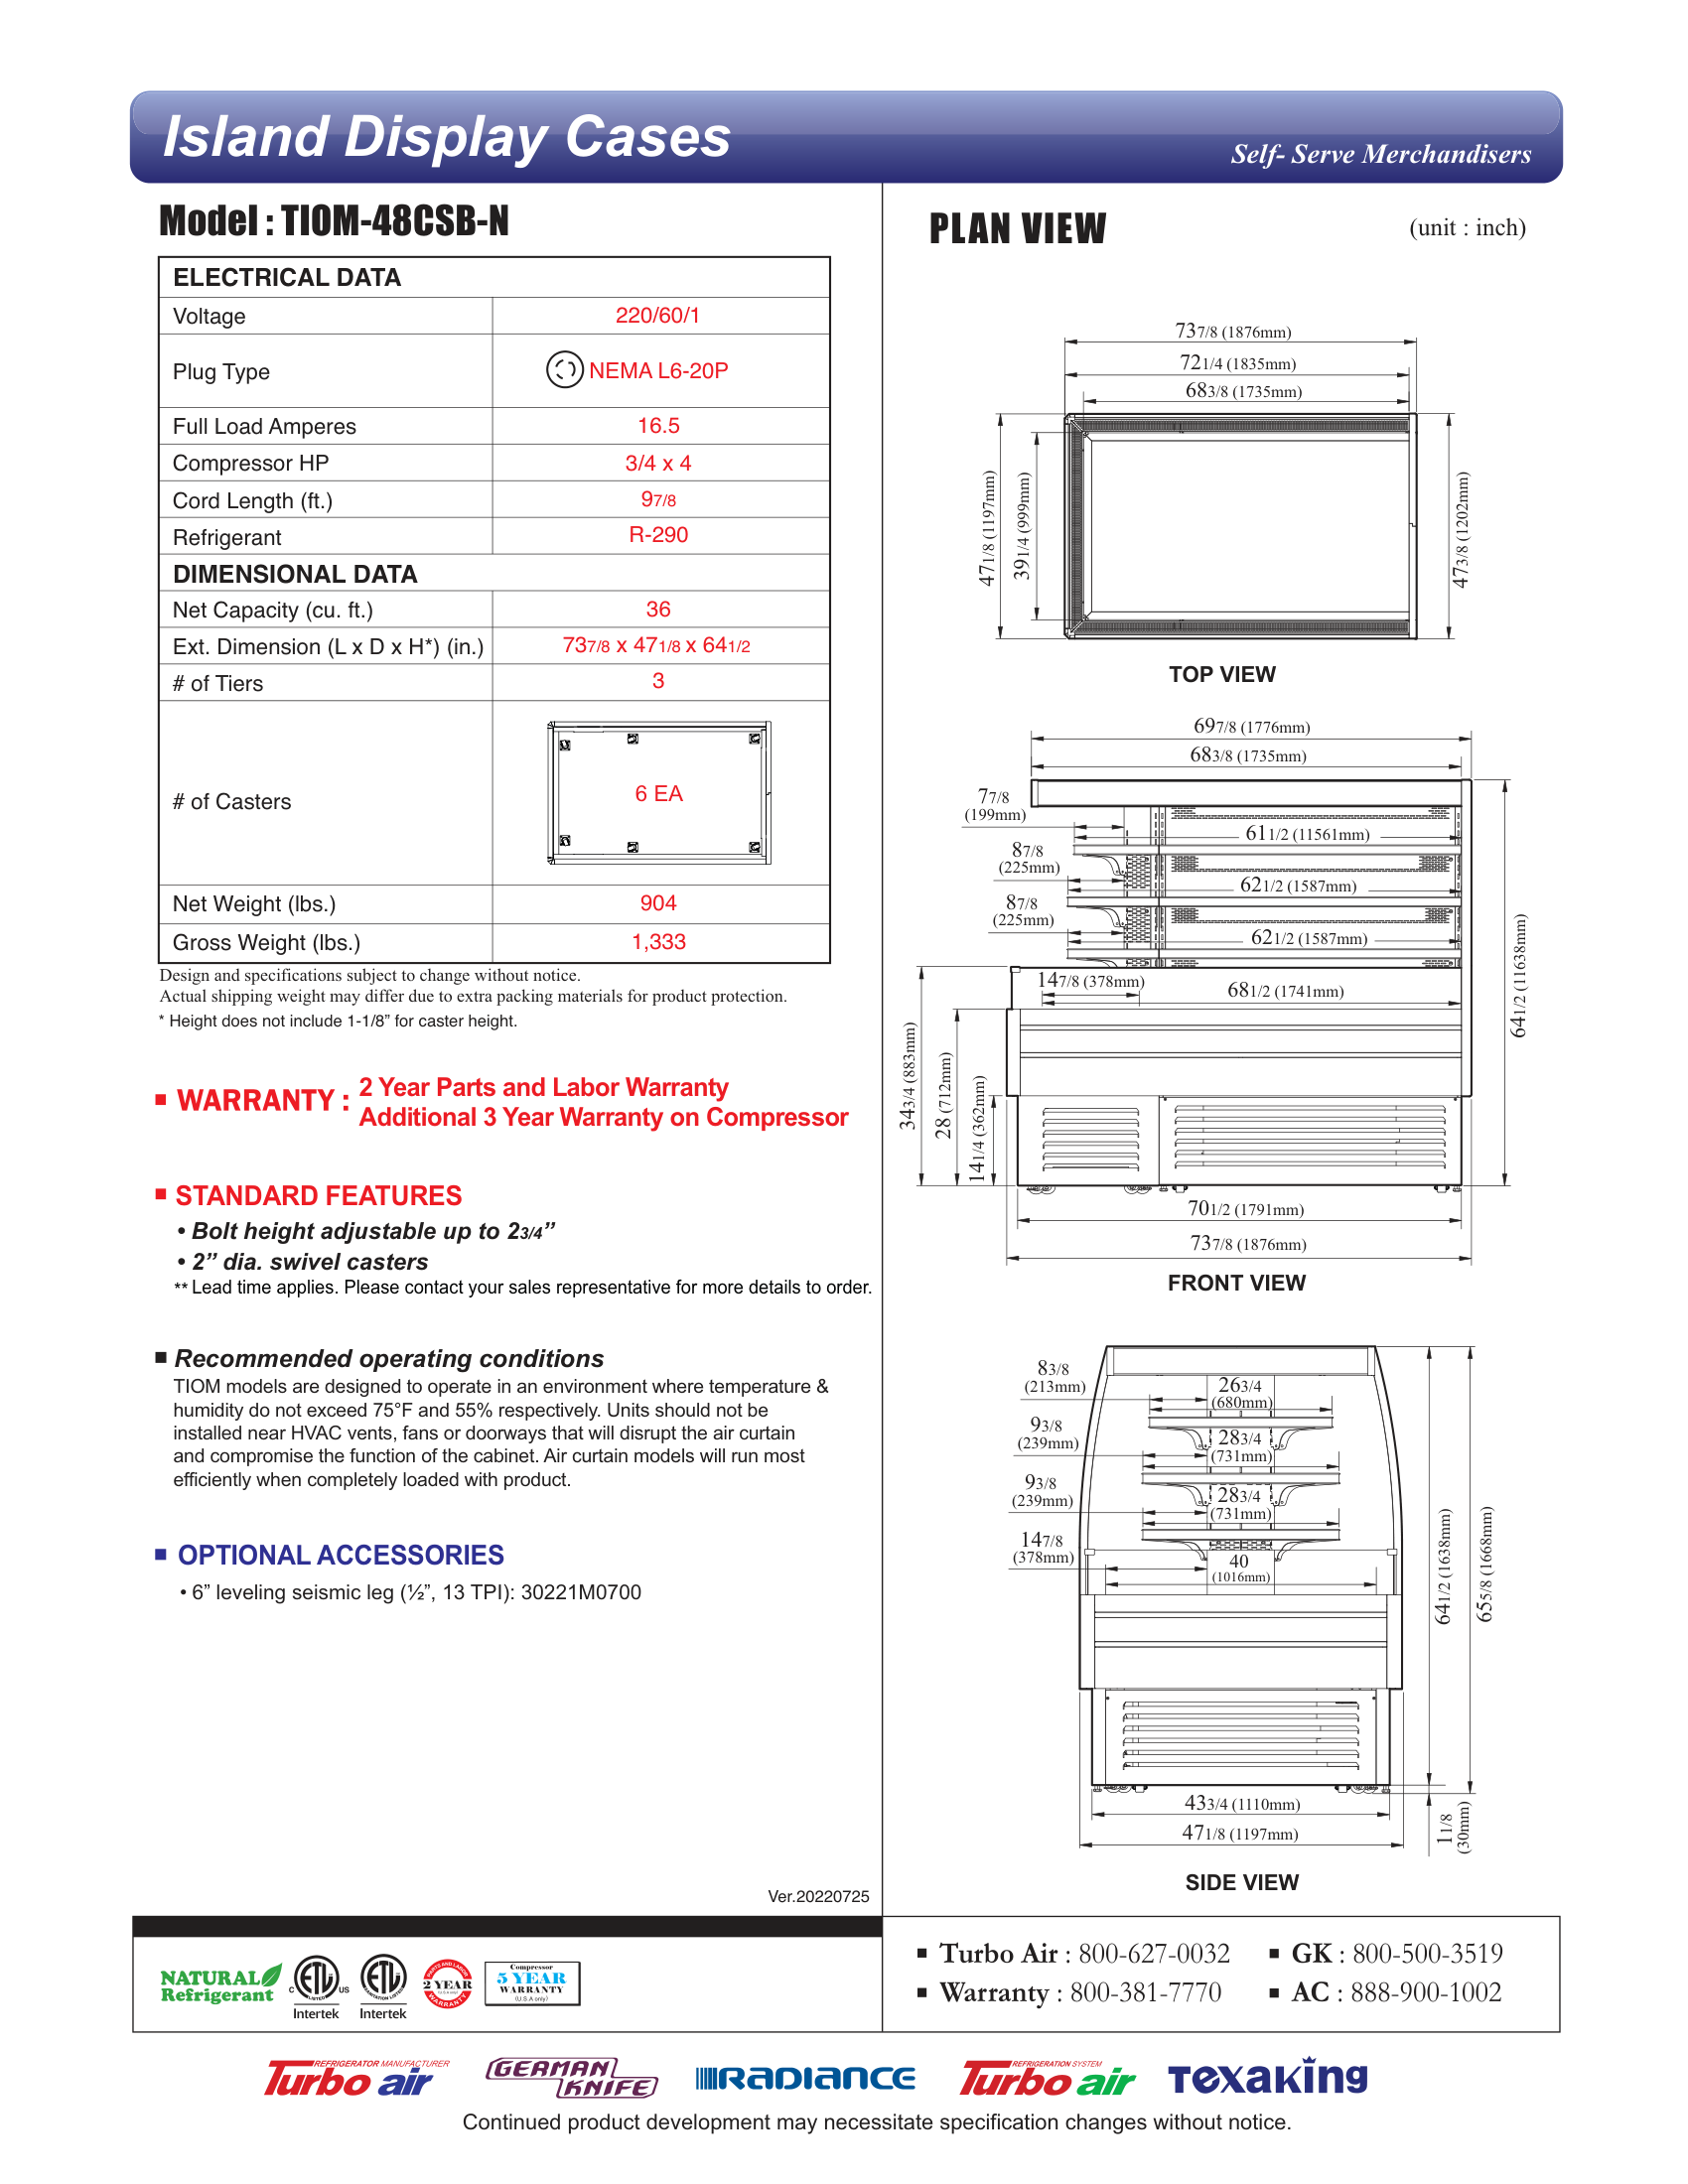 Island Display Cases
Self- Serve Merchandisers
Model : TIOM-48CSB-N
ELECTRICAL DATA
Voltage 220/60/1
Plug Type NEMA L6-20P
Full Load Amperes 16.5
Compressor HP 3/4 x 4
Cord Length (ft.) 97/8
Refrigerant R-290
DIMENSIONAL DATA
Net Capacity (cu. ft.) 36
Ext. Dimension (L x D x H*) (in.) 737/8 x 471/8 x 641/2
# of Tiers 3
# of Casters 6 EA
Net Weight (lbs.) 904
Gross Weight (lbs.) 1,333
Design and specifications subject to change without notice.
Actual shipping weight may differ due to extra packing materials for product protection.
* Height does not include 1-1/8” for caster height.
WARRANTY : 2 Year Parts and Labor Warranty
Additional 3 Year Warranty on Compressor
STANDARD FEATURES
• Bolt height adjustable up to 23/4”
• 2” dia. swivel casters
** Lead time applies. Please contact your sales representative for more details to order.
Recommended operating conditions
TIOM models are designed to operate in an environment where temperature &
humidity do not exceed 75°F and 55% respectively. Units should not be
installed near HVAC vents, fans or doorways that will disrupt the air curtain
and compromise the function of the cabinet. Air curtain models will run most
efficiently when completely loaded with product.
OPTIONAL ACCESSORIES
• 6” leveling seismic leg (½”, 13 TPI): 30221M0700
Ver.20220725
PLAN VIEW
(unit : inch)
737/8 (1876mm)
721/4 (1835mm)
683/8 (1735mm)
471/8 (1197mm)
391/4 (999mm)
473/8 (1202mm)
TOP VIEW
697/8 (1776mm)
683/8 (1735mm)
77/8
(199mm)
611/2 (11561mm)
87/8
(225mm)
621/2 (1587mm)
87/8
(225mm)
621/2 (1587mm)
147/8 (378mm)
681/2 (1741mm)
641/2 (11638mm)
343/4 (883mm)
28 (712mm)
141/4 (362mm)
701/2 (1791mm)
737/8 (1876mm)
FRONT VIEW
83/8
(213mm)
263/4
(680mm)
93/8
(239mm)
283/4
(731mm)
93/8
(239mm)
283/4
(731mm)
147/8
(378mm)
40
(1016mm)
641/2 (1638mm)
655/8 (1668mm)
433/4 (1110mm)
471/8 (1197mm)
11/8
(30mm)
SIDE VIEW
NATURAL
Refrigerant
C ETL US
LISTED
Intertek
ETL
SANITATION LISTED
Intertek
PARTS AND LABOR
2 YEAR
WARRANTY
Compressor
5 YEAR
WARRANTY
(U.S.A only)
Turbo Air : 800-627-0032
GK : 800-500-3519
Warranty : 800-381-7770
AC : 888-900-1002
REFRIGERATOR MANUFACTURER
Turbo air
GERMAN
KNIFE
RADIANCE
REFRIGERATION SYSTEM
Turbo air
Texaking
Continued product development may necessitate specification changes without notice.